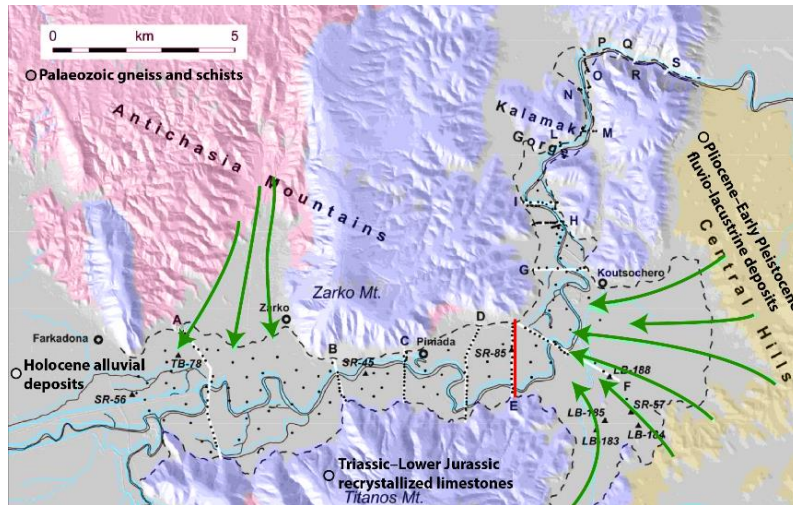 0 km 5
Palaeozoic gneiss and schists
Antichasia
Mountains
Zarko Mt.
Zarko
Farkadona
Holocene alluvial
deposits
TB-78
SR-56
SR-45
Piniada
SR-85
A
B
C
D
E
F
G
H
I
L
M
N
O
P
Q
R
S
Kalamaki
Gorge
Koutsochero
Pliocene–Early Pleistocene
fluvio-lacustrine deposits
Central Hills
LB-188
SR-57
LB-185
LB-183
LB-184
Triassic–Lower Jurassic
recrystallized limestones
Titanos Mt.